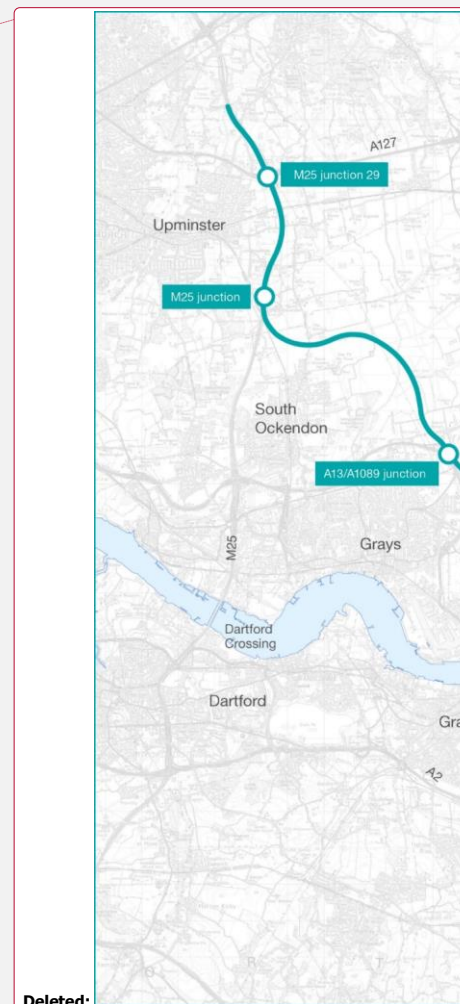 A127
M25 junction 29
Upminster
M25 junction
South
Ockendon
A13/A1089 junction
M25
Grays
Dartford
Crossing
Dartford
Gra
A2
Deleted: